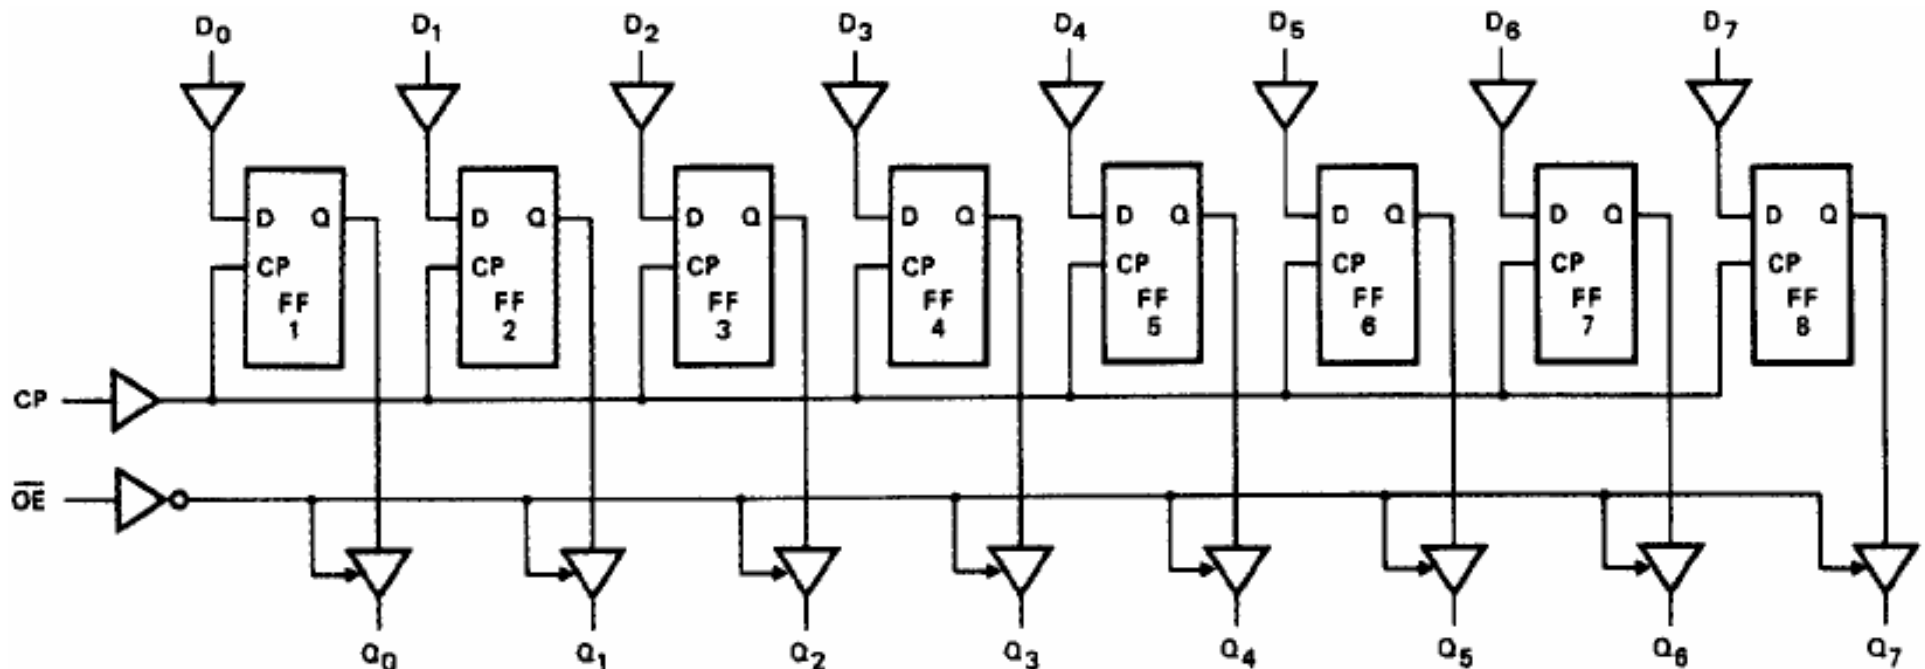 D₀ D₁ D₂ D₃ D₄ D₅ D₆ D₇
D Q D Q D Q D Q D Q D Q D Q D Q
CP CP CP CP CP CP CP CP
FF FF FF FF FF FF FF FF
1 2 3 4 5 6 7 8
CP
O̅E̅
Q₀ Q₁ Q₂ Q₃ Q₄ Q₅ Q₆ Q₇